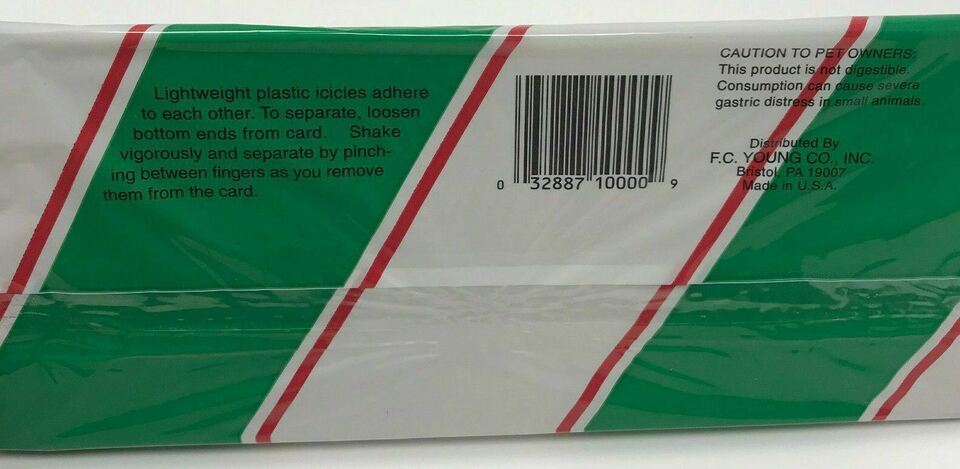 Lightweight plastic icicles adhere
to each other. To separate, loosen
bottom ends from card. Shake
vigorously and separate by pinch-
ing between fingers as you remove
them from the card.
0 32887 10000 9
CAUTION TO PET OWNERS:
This product is not digestible.
Consumption can cause severe
gastric distress in small animals.
Distributed By
F.C. YOUNG CO., INC.
Bristol, PA 19007
Made in U.S.A.